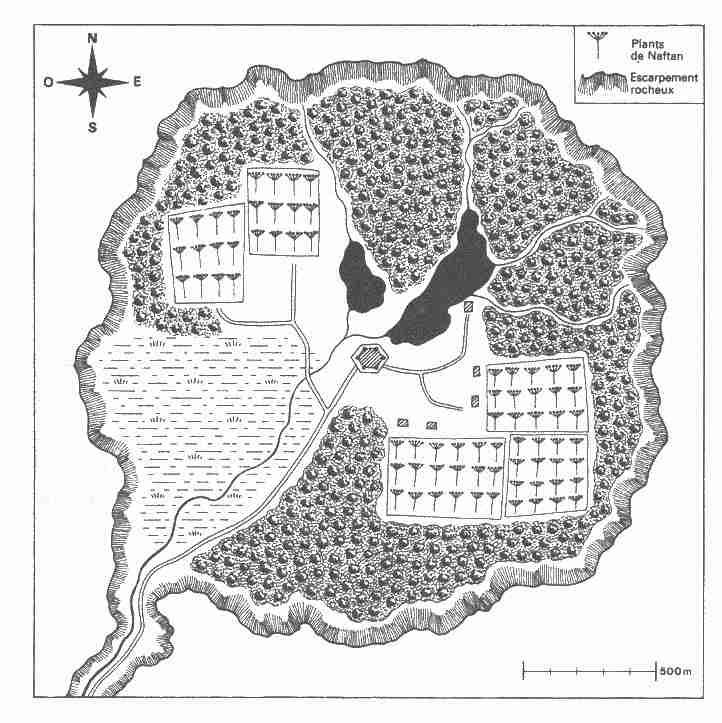 N
O E
S
Plants
de Naftan
Escarpement
rocheux
500m